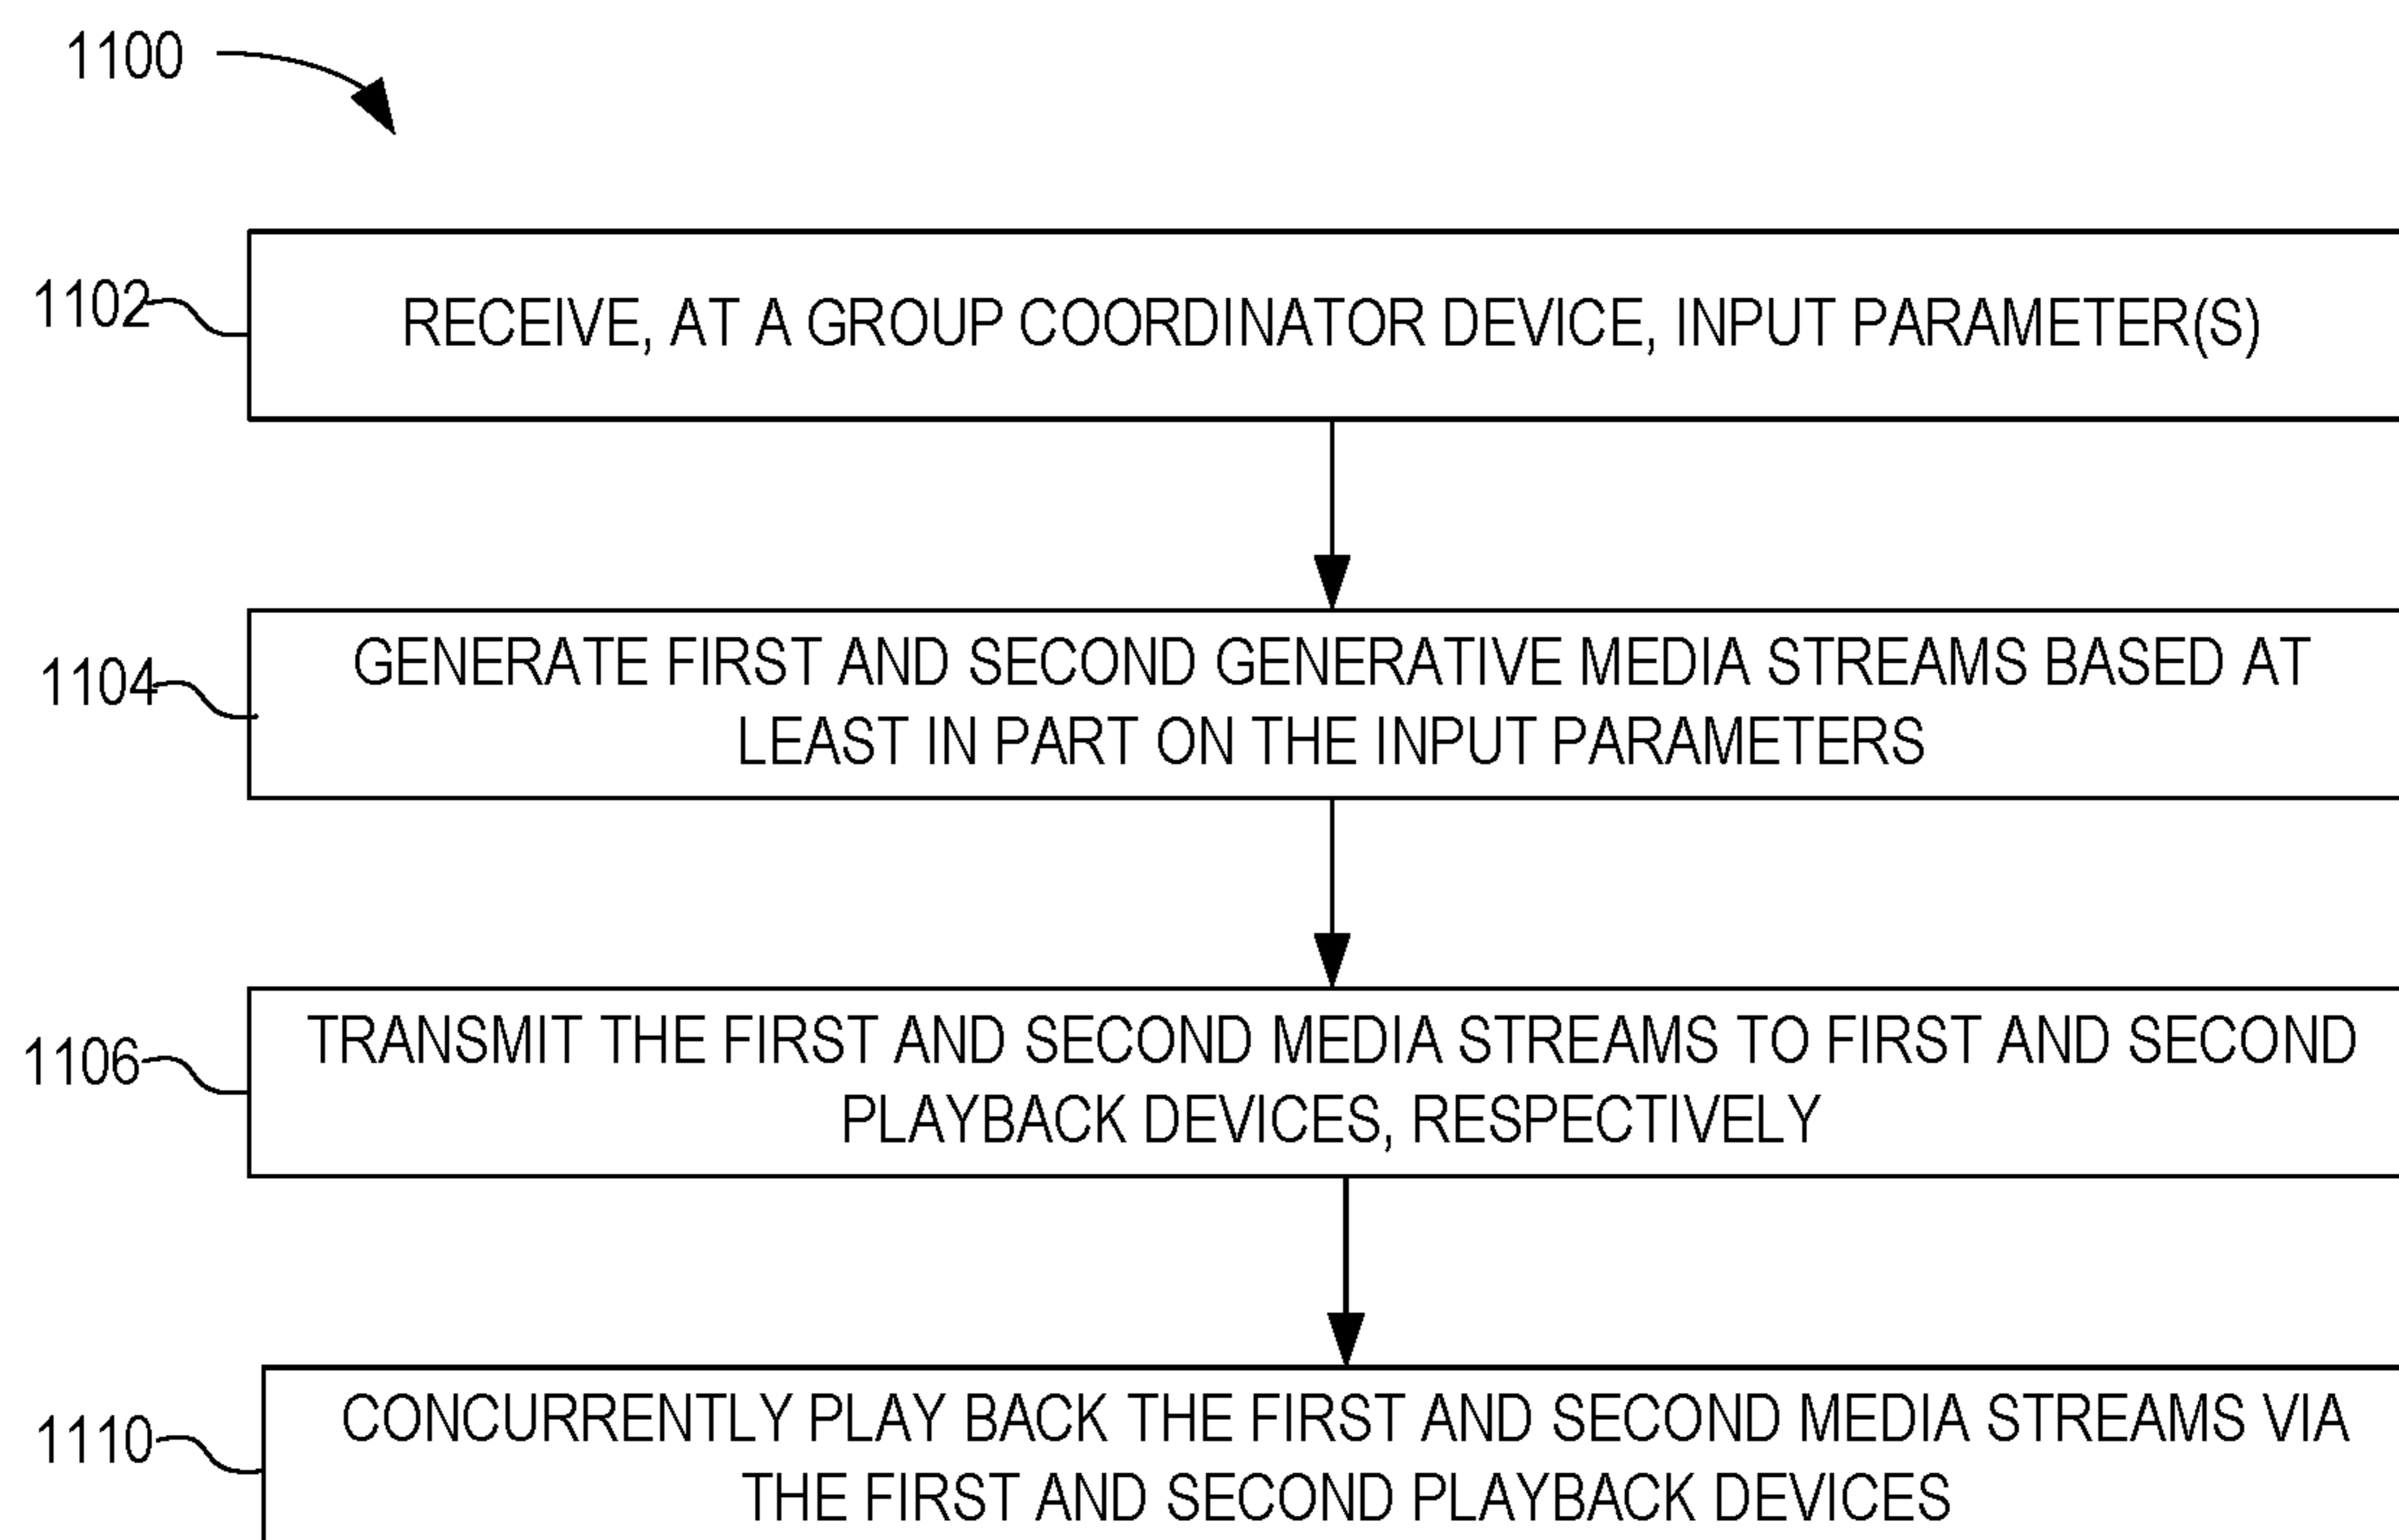 1100
1102
RECEIVE, AT A GROUP COORDINATOR DEVICE, INPUT PARAMETER(S)
1104
GENERATE FIRST AND SECOND GENERATIVE MEDIA STREAMS BASED AT
LEAST IN PART ON THE INPUT PARAMETERS
1106
TRANSMIT THE FIRST AND SECOND MEDIA STREAMS TO FIRST AND SECOND
PLAYBACK DEVICES, RESPECTIVELY
1110
CONCURRENTLY PLAY BACK THE FIRST AND SECOND MEDIA STREAMS VIA
THE FIRST AND SECOND PLAYBACK DEVICES